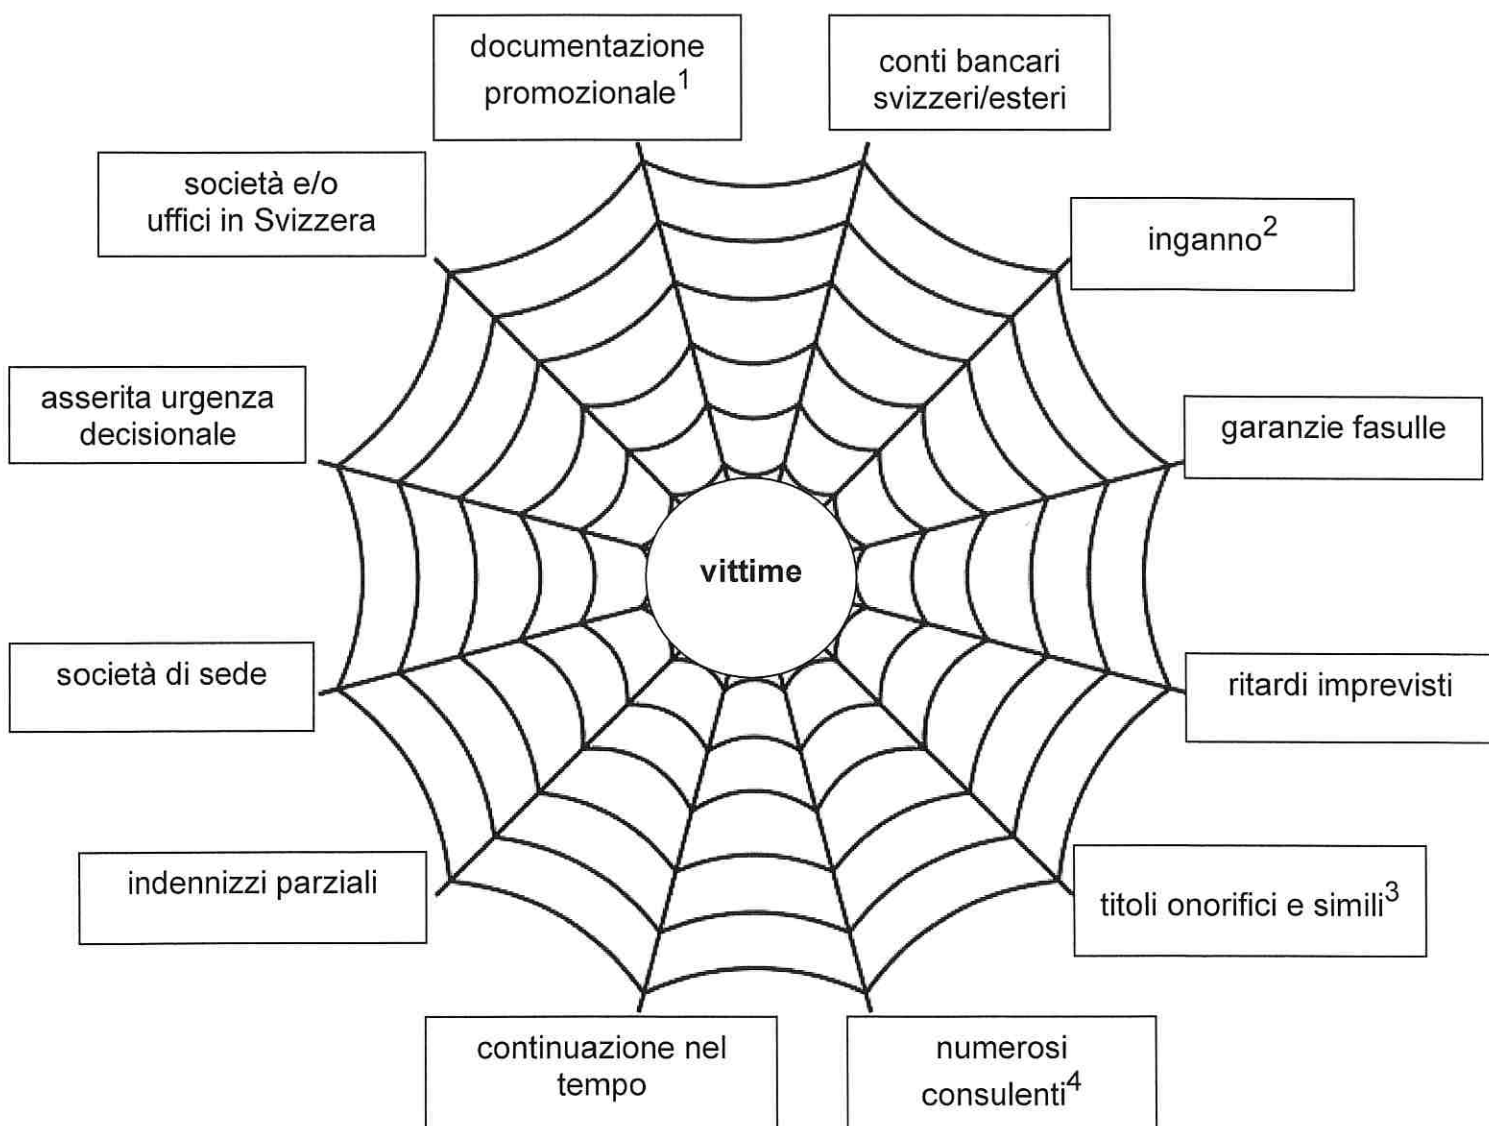 documentazione
promozionale¹
conti bancari
svizzeri/esteri
società e/o
uffici in Svizzera
inganno²
asserita urgenza
decisionale
garanzie fasulle
vittime
società di sede
ritardi imprevisti
indennizzi parziali
titoli onorifici e simili³
continuazione nel
tempo
numerosi
consulenti⁴